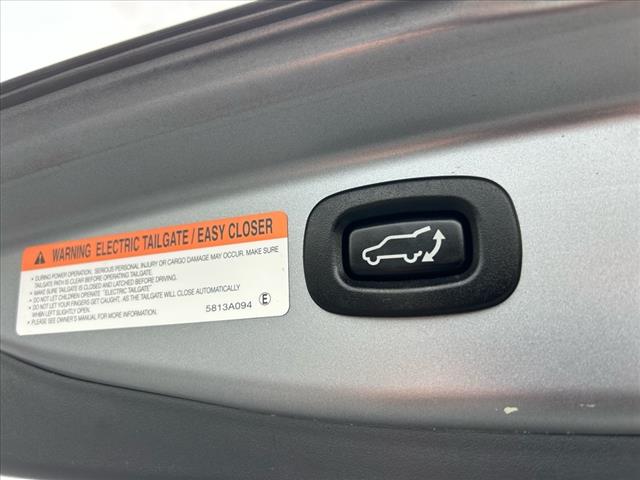 WARNING ELECTRIC TAILGATE / EASY CLOSER
• DURING POWER OPERATION, SERIOUS PERSONAL INJURY OR CARGO DAMAGE MAY OCCUR. MAKE SURE
TAILGATE PATH IS CLEAR BEFORE OPERATING TAILGATE.
• MAKE SURE TAILGATE IS CLOSED AND LATCHED BEFORE DRIVING.
• DO NOT LET CHILDREN OPERATE "ELECTRIC TAILGATE"
• DO NOT LET YOUR FINGERS GET CAUGHT, AS THE TAILGATE WILL CLOSE AUTOMATICALLY
WHEN LEFT SLIGHTLY OPEN.
• PLEASE SEE OWNER'S MANUAL FOR MORE INFORMATION.
5813A094 E